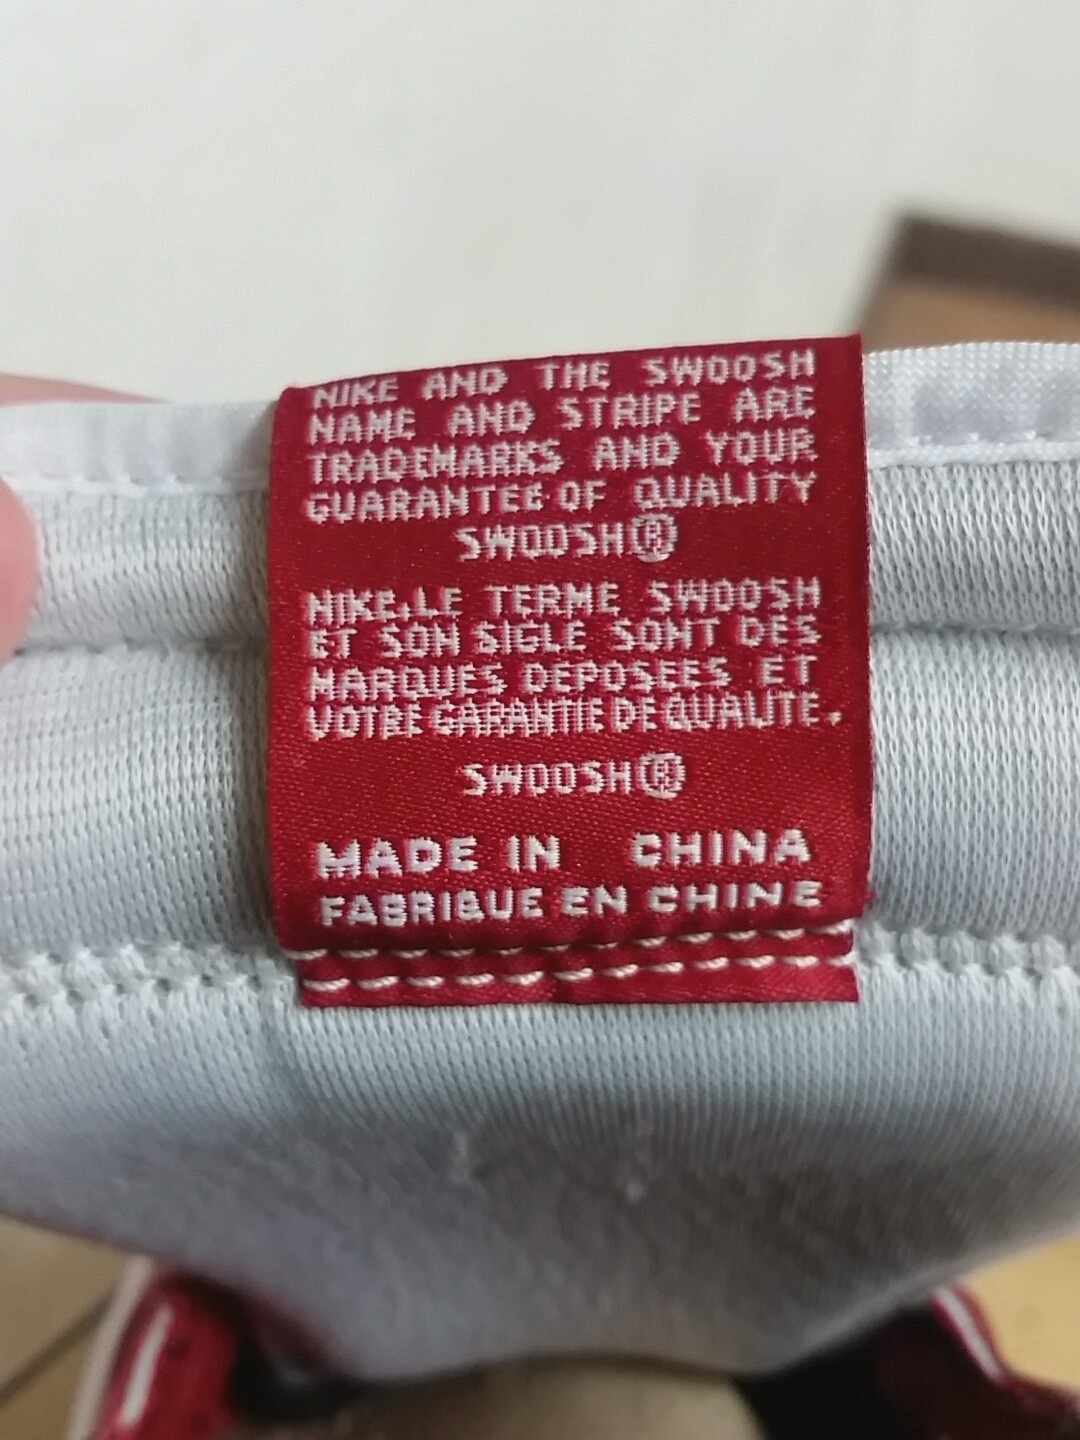 NIKE AND THE SWOOSH
NAME AND STRIPE ARE
TRADEMARKS AND YOUR
GUARANTEE OF QUALITY
SWOOSH®
NIKE.LE TERME SWOOSH
ET SON SIGLE SONT DES
MARQUES DEPOSEES ET
VOTRE GARANTIE DE QUALITE.
SWOOSH®
MADE IN CHINA
FABRIQUE EN CHINE